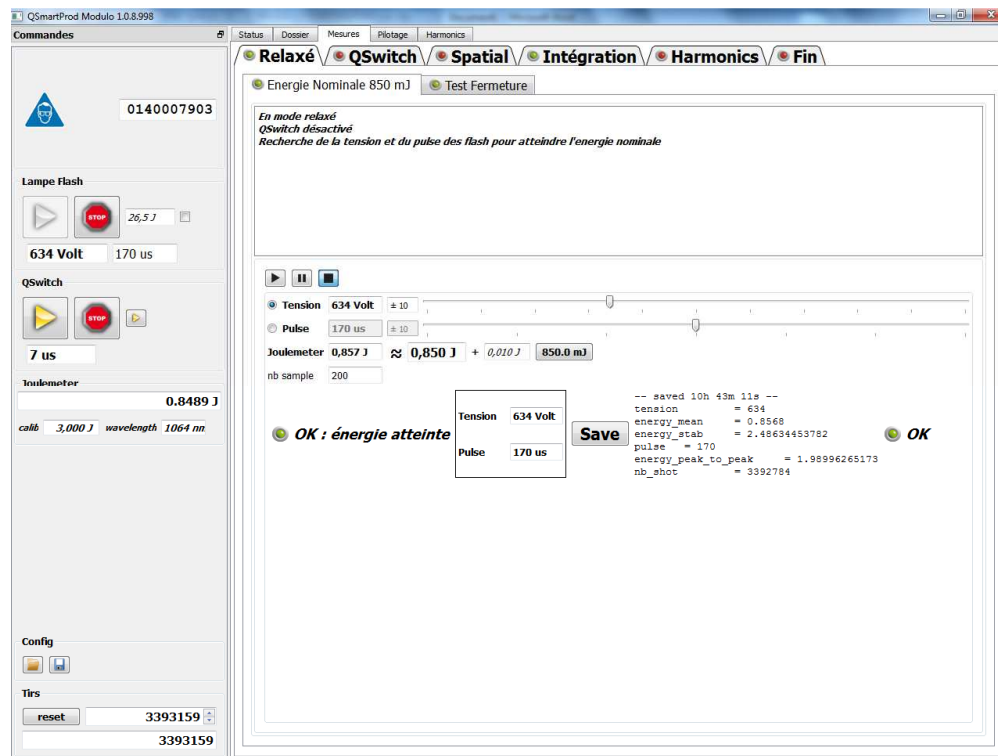 QSmartProd Modulo 1.0.8.998
Commandes
0140007903
Lampe Flash
STOP
26,5 J
634 Volt
170 us
QSwitch
STOP
7 us
Joulemeter
0.8489 J
calib 3,000 J wavelength 1064 nm
Config
Tirs
reset 3393159
3393159
Status Dossier Mesures Pilotage Harmonics
Relaxé QSwitch Spatial Intégration Harmonics Fin
Energie Nominale 850 mJ Test Fermeture
En mode relaxé
QSwitch désactivé
Recherche de la tension et du pulse des flash pour atteindre l'energie nominale
Tension 634 Volt ± 10
Pulse 170 us ± 10
Joulemeter 0,857 J ≈ 0,850 J + 0,010 J 850.0 mJ
nb sample 200
OK : énergie atteinte
Tension 634 Volt
Pulse 170 us
Save
-- saved 10h 43m 11s --
tension = 634
energy_mean = 0.8568
energy_stab = 2.48634453782
pulse = 170
energy_peak_to_peak = 1.98996265173
nb_shot = 3392784
OK